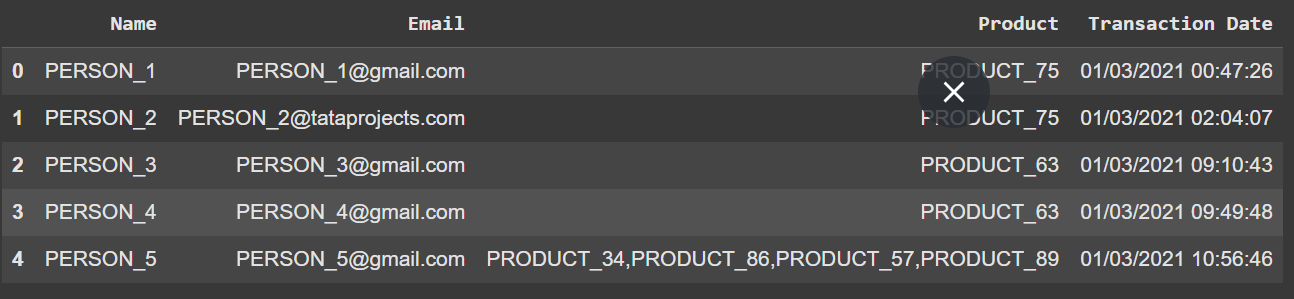 Name Email Product Transaction Date
0 PERSON_1 PERSON_1@gmail.com PRODUCT_75 01/03/2021 00:47:26
1 PERSON_2 PERSON_2@tataprojects.com PRODUCT_75 01/03/2021 02:04:07
2 PERSON_3 PERSON_3@gmail.com PRODUCT_63 01/03/2021 09:10:43
3 PERSON_4 PERSON_4@gmail.com PRODUCT_63 01/03/2021 09:49:48
4 PERSON_5 PERSON_5@gmail.com PRODUCT_34,PRODUCT_86,PRODUCT_57,PRODUCT_89 01/03/2021 10:56:46